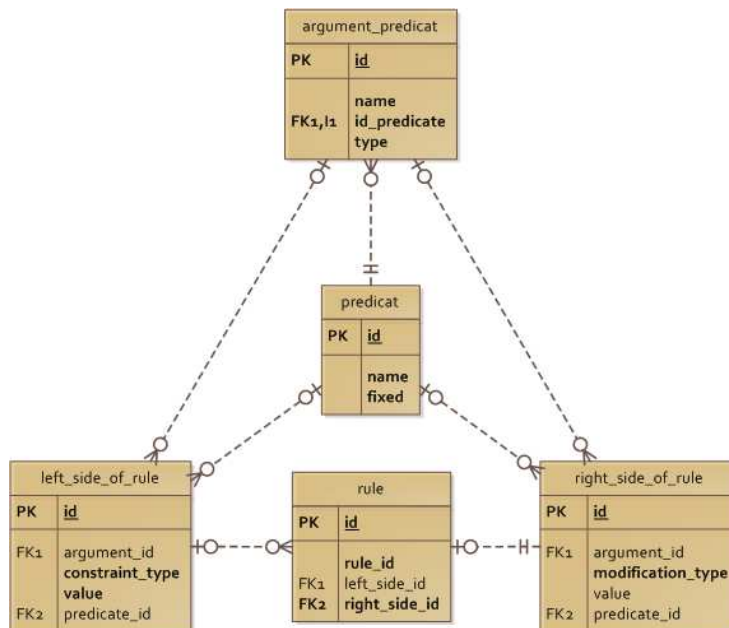 argument_predicat
PK id
name
FK1,I1 id_predicate
type
predicat
PK id
name
fixed
left_side_of_rule
PK id
FK1 argument_id
constraint_type
value
FK2 predicate_id
rule
PK id
rule_id
FK1 left_side_id
FK2 right_side_id
right_side_of_rule
PK id
FK1 argument_id
modification_type
value
FK2 predicate_id